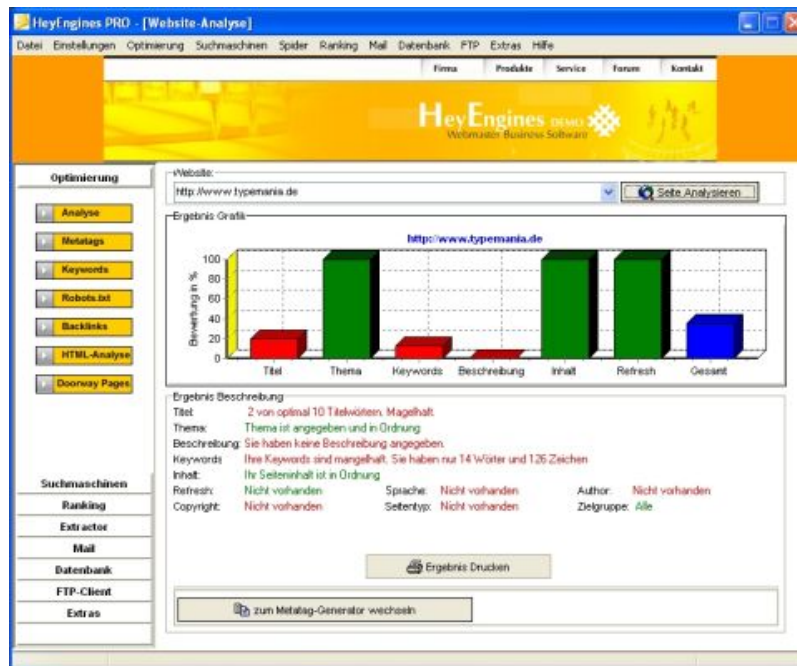 HeyEngines PRO - [Website-Analyse]
Datei Einstellungen Optimierung Suchmaschinen Spider Ranking Mail Datenbank FTP Extras Hilfe
Firma Produkte Service Forum Kontakt
HeyEngines DEMO
Webmaster Business Software
Optimierung
Analyse
Metatags
Keywords
Robots.txt
Backlinks
HTML-Analyse
Doorway Pages
Suchmaschinen
Ranking
Extractor
Mail
Datenbank
FTP-Client
Extras
Website:
http://www.typemania.de
Seite Analysieren
Ergebnis Grafik
http://www.typemania.de
Bewertung in %
100
80
60
40
20
0
Titel Thema Keywords Beschreibung Inhalt Refresh Gesamt
Ergebnis Beschreibung
Titel: 2 von optimal 10 Titelwörtern. Magelhaft.
Thema: Thema ist angegeben und in Ordnung
Beschreibung: Sie haben keine Beschreibung angegeben.
Keywords Ihre Keywords sind mangelhaft. Sie haben nur 14 Wörter und 126 Zeichen
Inhalt: Ihr Seiteninhalt ist in Ordnung
Refresh: Nicht vorhanden Sprache: Nicht vorhanden Author: Nicht vorhanden
Copyright: Nicht vorhanden Seitentyp: Nicht vorhanden Zielgruppe: Alle
Ergebnis Drucken
zum Metatag-Generator wechseln